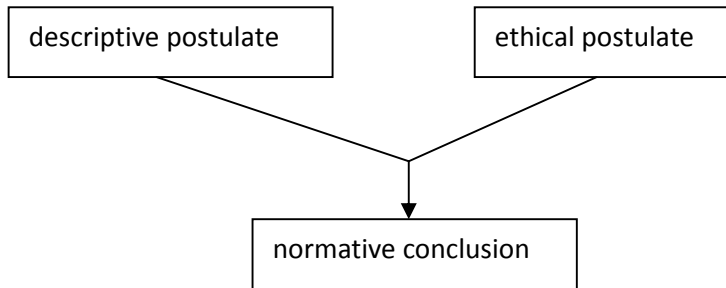 descriptive postulate
ethical postulate
normative conclusion